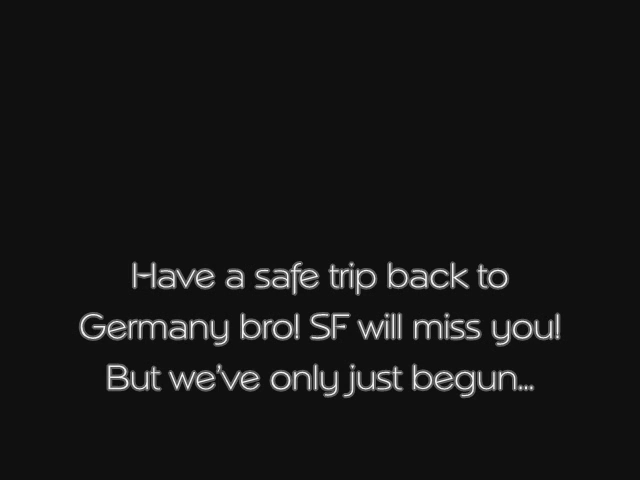 Have a safe trip back to
Germany bro! SF will miss you!
But we've only just begun...